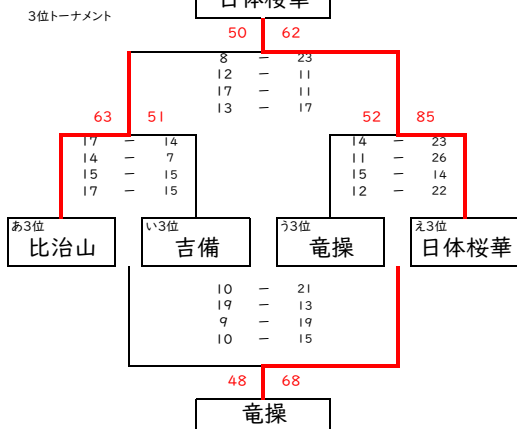 日体桜華
3位トーナメント
50 62
8 － 23
12 － 11
17 － 11
13 － 17
63 51 52 85
17 － 14 14 － 23
14 － 7 11 － 26
15 － 15 15 － 14
17 － 15 12 － 22
あ3位 い3位 う3位 え3位
比治山 吉備 竜操 日体桜華
10 － 21
19 － 13
9 － 19
10 － 15
48 68
竜操